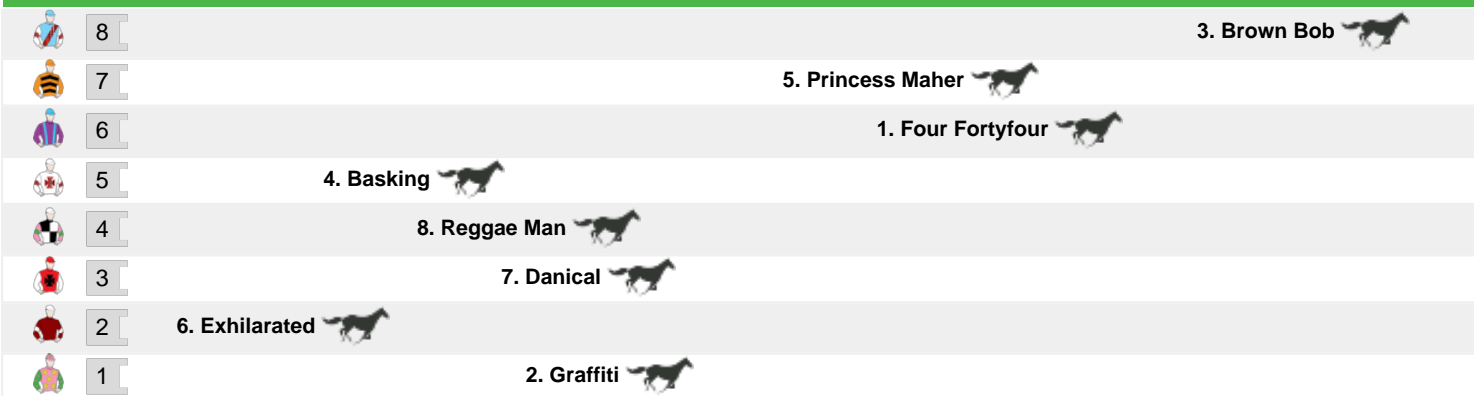 8 3. Brown Bob
7 5. Princess Maher
6 1. Four Fortyfour
5 4. Basking
4 8. Reggae Man
3 7. Danical
2 6. Exhilarated
1 2. Graffiti